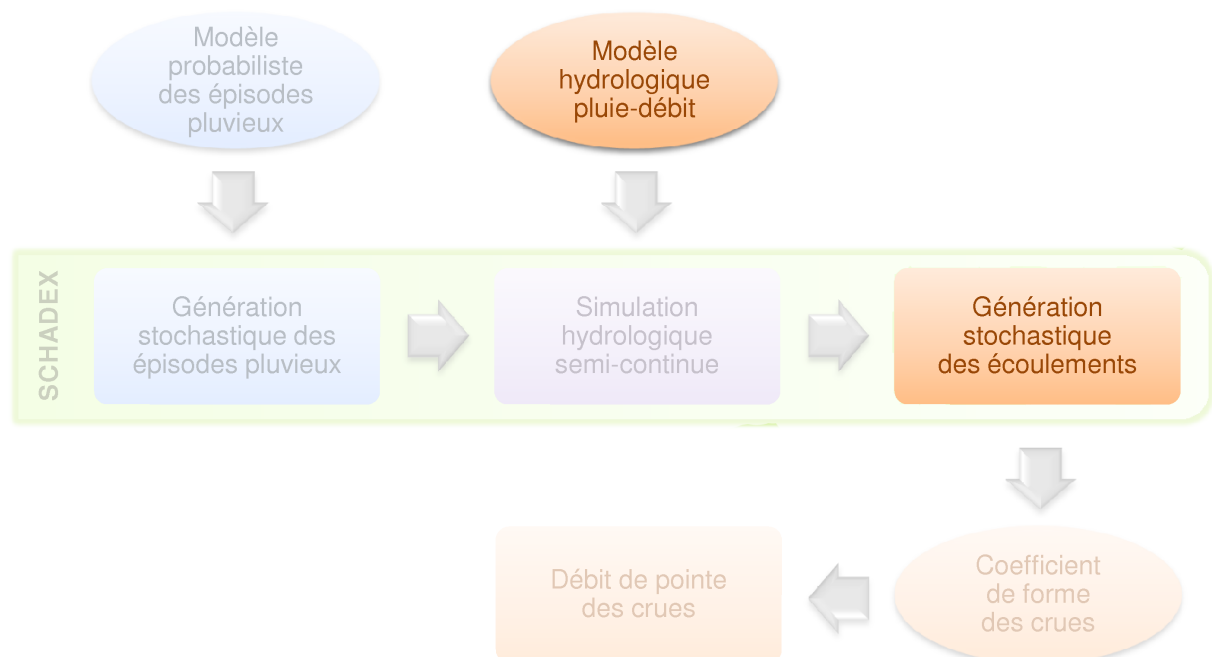 Modèle
probabiliste
des épisodes
pluvieux
Modèle
hydrologique
pluie-débit
SCHADEX
Génération
stochastique des
épisodes pluvieux
Simulation
hydrologique
semi-continue
Génération
stochastique
des écoulements
Débit de pointe
des crues
Coefficient
de forme
des crues